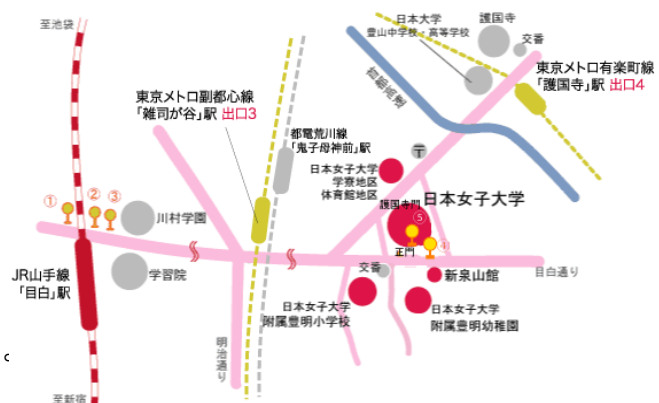 至池袋
日本大学
豊山中学校・高等学校
護国寺
交番
東京メトロ有楽町線
「護国寺」駅 出口4
東京メトロ副都心線
「雑司が谷」駅 出口3
都電荒川線
「鬼子母神前」駅
〒
日本女子大学
学寮地区
体育館地区
護国寺門
日本女子大学
①
②
③
川村学園
⑤
④
正門
JR山手線
「目白」駅
学習院
交番
新泉山館
目白通り
日本女子大学
附属豊明小学校
日本女子大学
附属豊明幼稚園
明治通り
至新宿